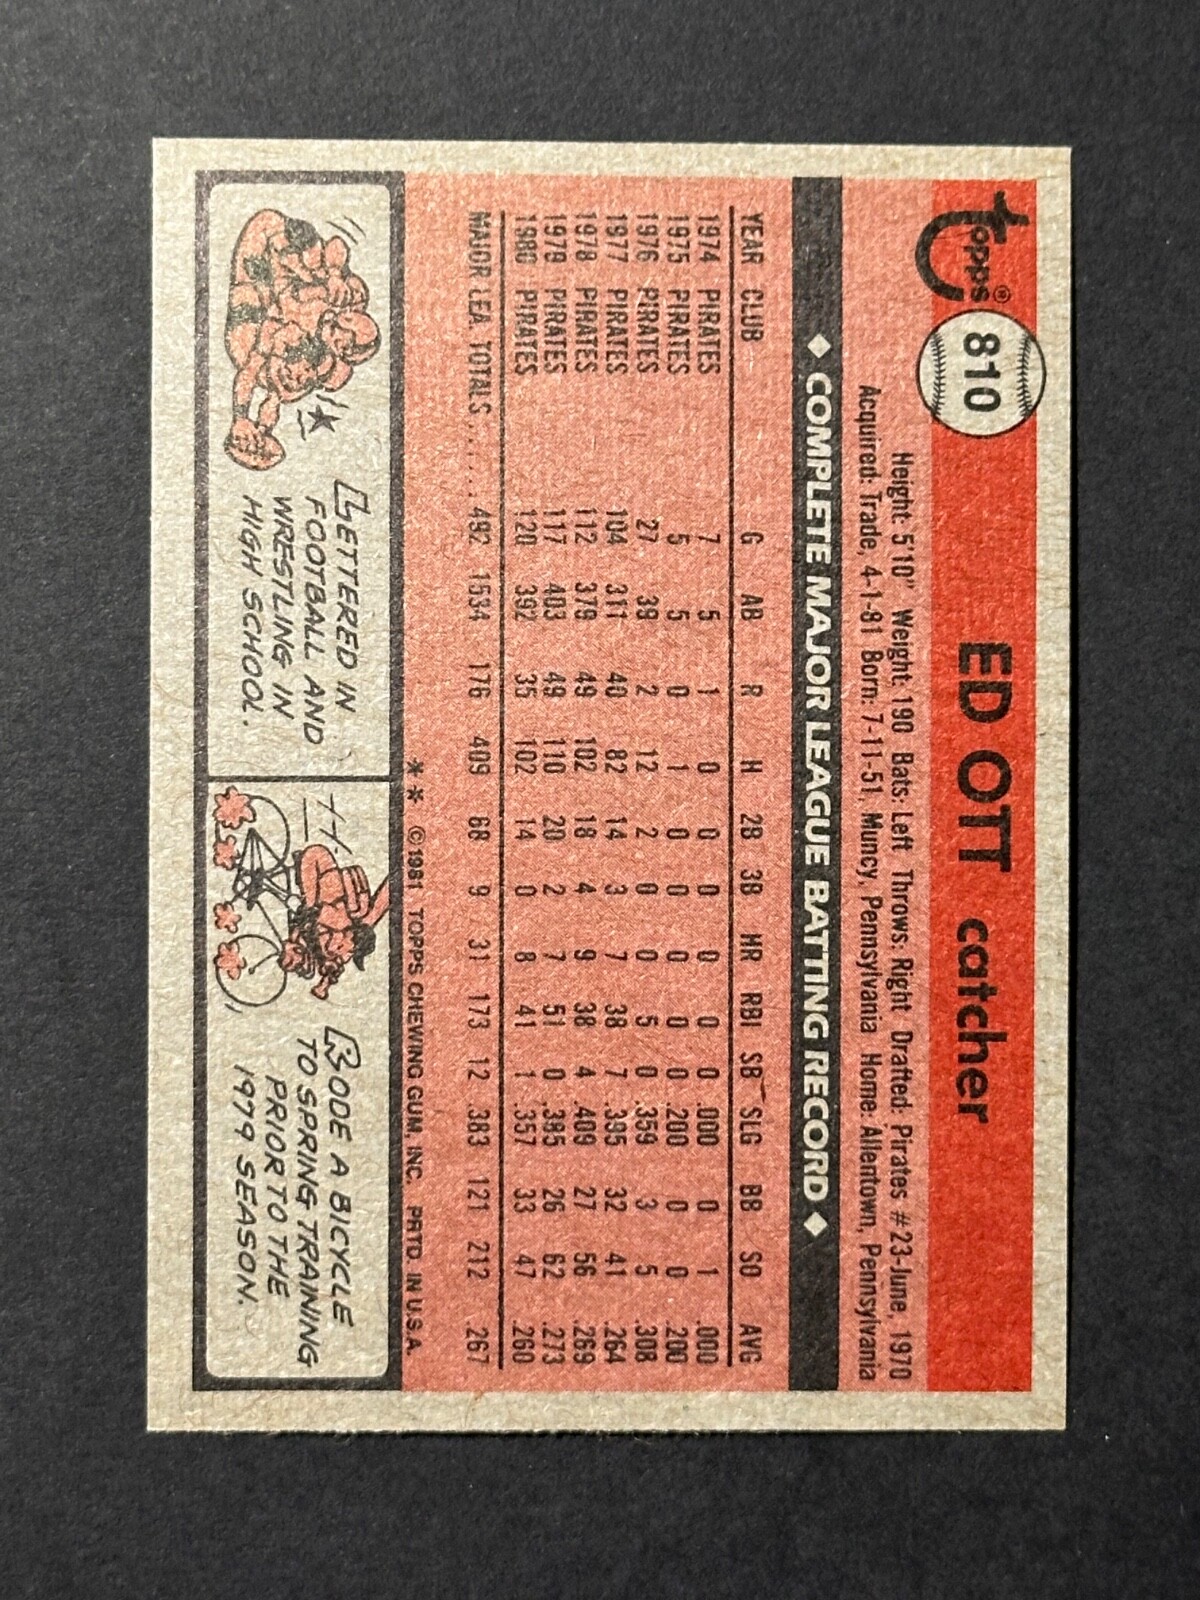 topps®
810
ED OTT catcher
Height: 5'10" Weight: 190 Bats: Left Throws: Right Drafted: Pirates #23-June, 1970
Acquired: Trade, 4-1-81 Born: 7-11-51, Muncy, Pennsylvania Home: Allentown, Pennsylvania
◆ COMPLETE MAJOR LEAGUE BATTING RECORD ◆
YEAR CLUB G AB R H 2B 3B HR RBI SB SLG BB SO AVG
1974 PIRATES 7 5 1 0 0 0 0 0 0 .000 0 1 .000
1975 PIRATES 5 5 0 1 0 0 0 0 0 .200 0 0 .200
1976 PIRATES 27 39 2 12 2 0 0 5 0 .359 3 5 .308
1977 PIRATES 104 311 40 82 14 3 7 38 7 .395 32 41 .264
1978 PIRATES 112 379 49 102 18 4 9 38 4 .409 27 56 .269
1979 PIRATES 117 403 49 110 20 2 7 51 0 .385 26 62 .273
1980 PIRATES 120 392 35 102 14 0 8 41 1 .357 33 47 .260
MAJOR LEA. TOTALS....... 492 1534 176 409 68 9 31 173 12 .383 121 212 .267
** ©1981 TOPPS CHEWING GUM, INC. PRTD. IN U.S.A.
LETTERED IN
FOOTBALL AND
WRESTLING IN
HIGH SCHOOL.
RODE A BICYCLE
TO SPRING TRAINING
PRIOR TO THE
1979 SEASON.